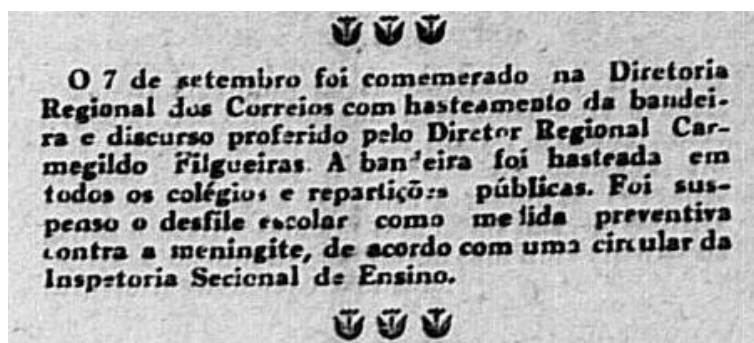 O 7 de setembro foi comemerado na Diretoria
Regional dos Correios com hasteamento da bandei-
ra e discurso proferido pelo Diretor Regional Car-
megildo Filgueiras. A bandeira foi hasteada em
todos os colégios e repartições públicas. Foi sus-
penso o desfile escolar como medida preventiva
contra a meningite, de acordo com uma circular da
Inspetoria Secional de Ensino.